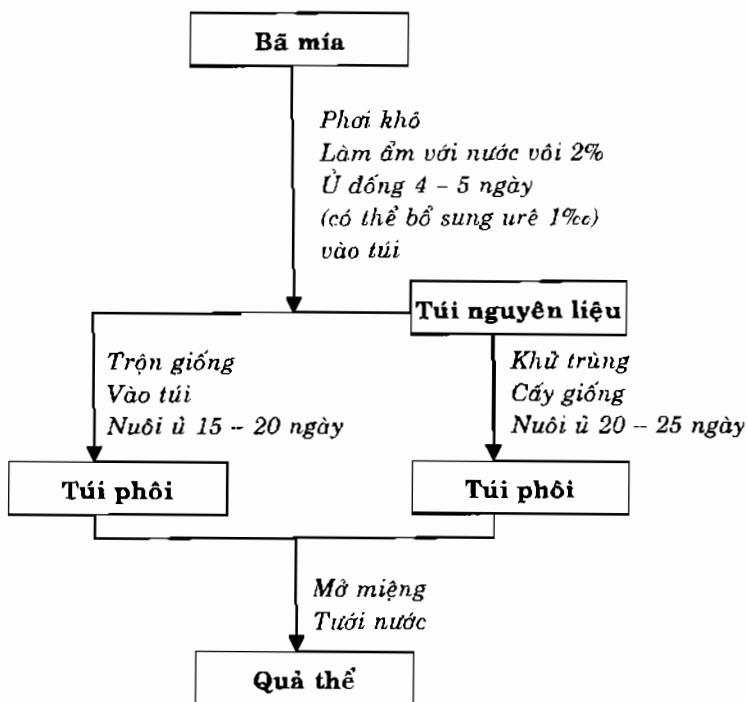 Bã mía
Phơi khô
Làm ẩm với nước vôi 2%
Ủ đống 4 – 5 ngày
(có thể bổ sung urê 1‰)
vào túi
Túi nguyên liệu
Trộn giống
Vào túi
Nuôi ủ 15 – 20 ngày
Khử trùng
Cấy giống
Nuôi ủ 20 – 25 ngày
Túi phôi
Túi phôi
Mở miệng
Tưới nước
Quả thể